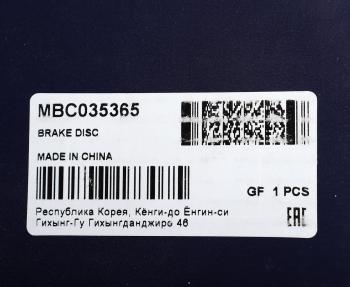 MBC035365
BRAKE DISC
MADE IN CHINA
GF 1 PCS
Республика Корея, Кёнги-до Ёнгин-си
Гихынг-Гу Гихынгданджиро 46
EAC